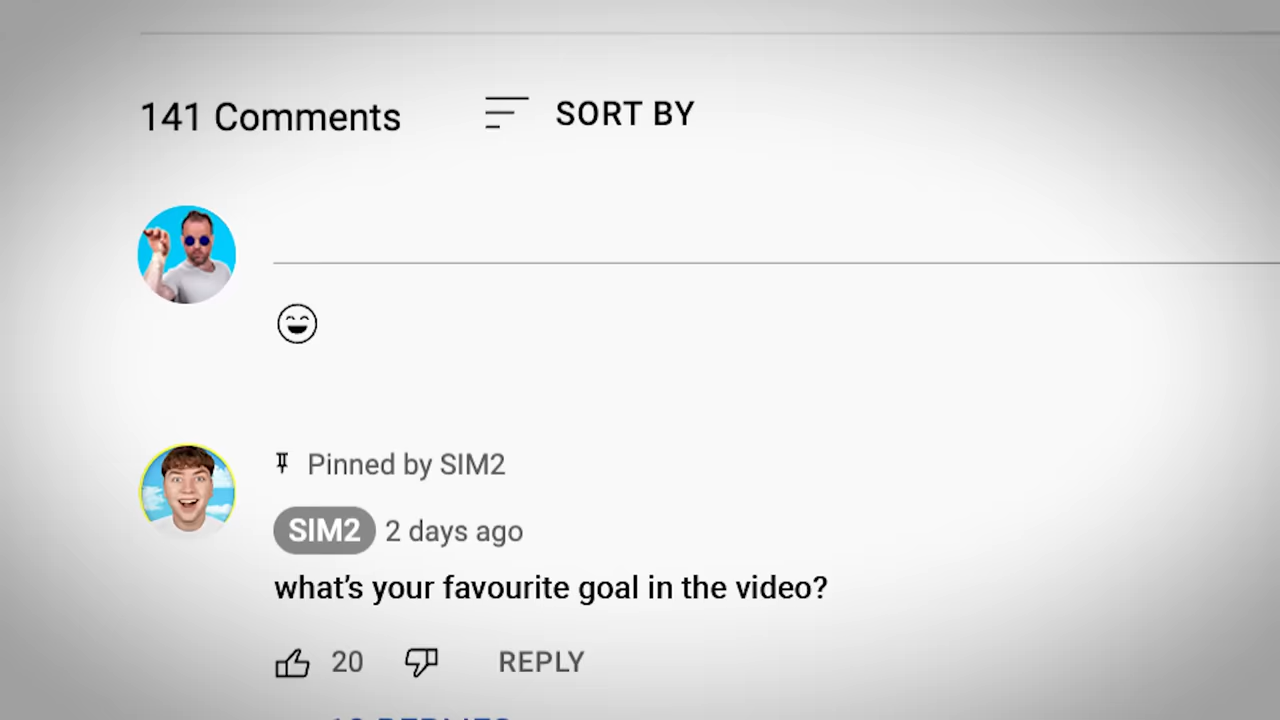 141 Comments
SORT BY
Pinned by SIM2
SIM2 2 days ago
what's your favourite goal in the video?
20
REPLY